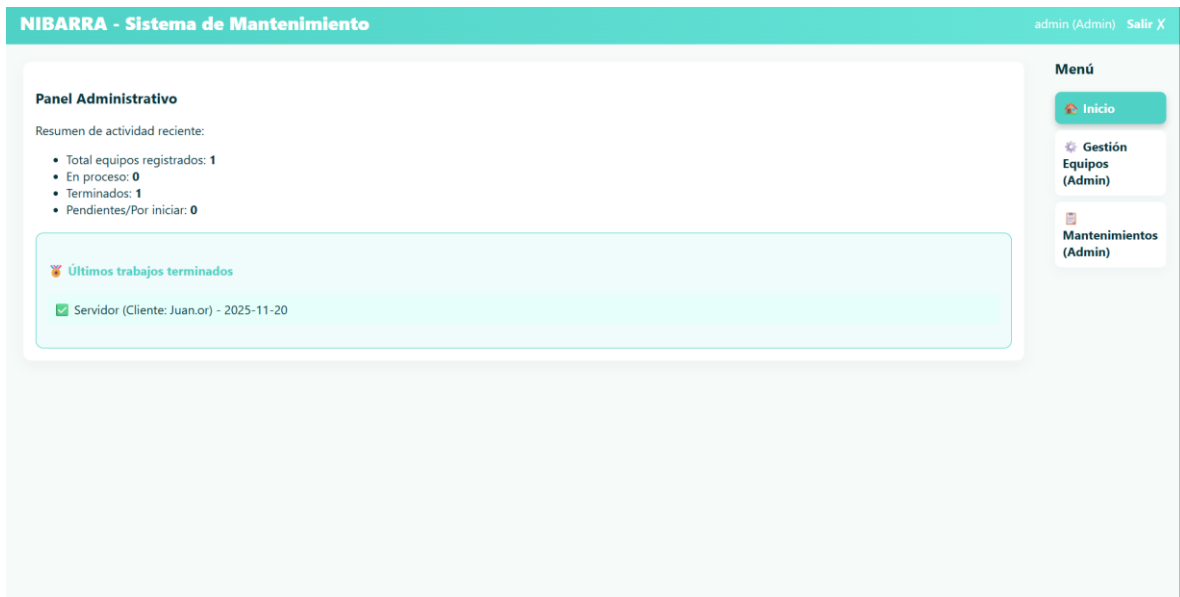 NIBARRA - Sistema de Mantenimiento
admin (Admin) Salir X
Panel Administrativo
Resumen de actividad reciente:
• Total equipos registrados: 1
• En proceso: 0
• Terminados: 1
• Pendientes/Por iniciar: 0
Últimos trabajos terminados
Servidor (Cliente: Juan.or) - 2025-11-20
Menú
Inicio
Gestión
Equipos
(Admin)
Mantenimientos
(Admin)